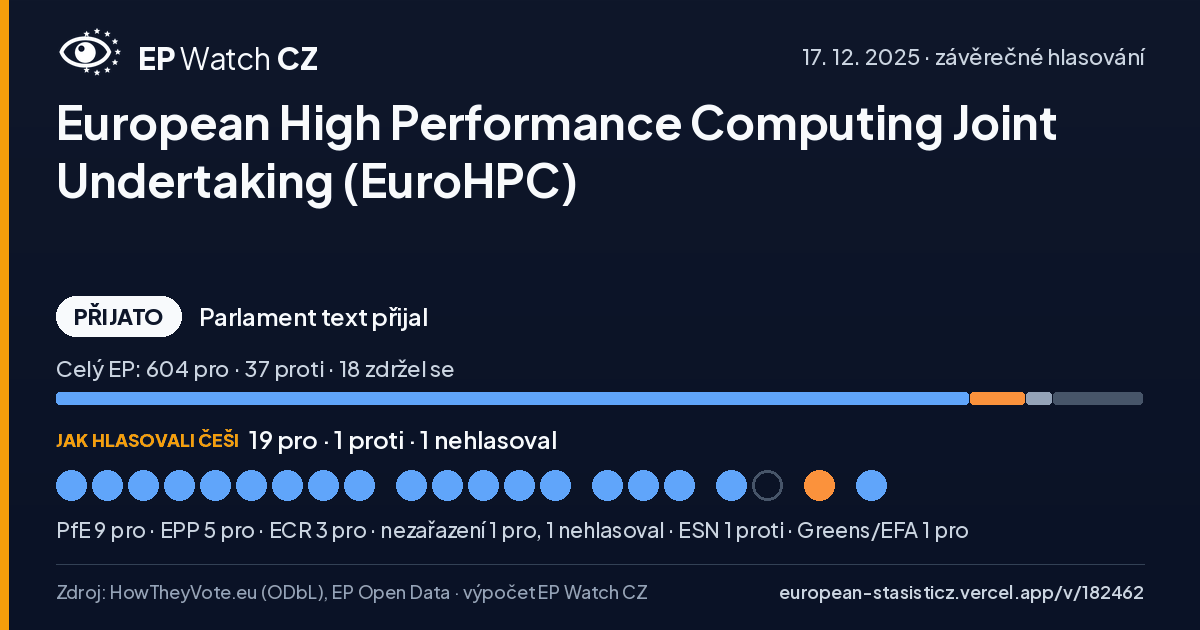 EP Watch CZ
17. 12. 2025 · závěrečné hlasování
European High Performance Computing Joint
Undertaking (EuroHPC)
PŘIJATO Parlament text přijal
Celý EP: 604 pro · 37 proti · 18 zdržel se
JAK HLASOVALI ČEŠI 19 pro · 1 proti · 1 nehlasoval
PfE 9 pro · EPP 5 pro · ECR 3 pro · nezařazení 1 pro, 1 nehlasoval · ESN 1 proti · Greens/EFA 1 pro
Zdroj: HowTheyVote.eu (ODbL), EP Open Data · výpočet EP Watch CZ
european-stasisticz.vercel.app/v/182462